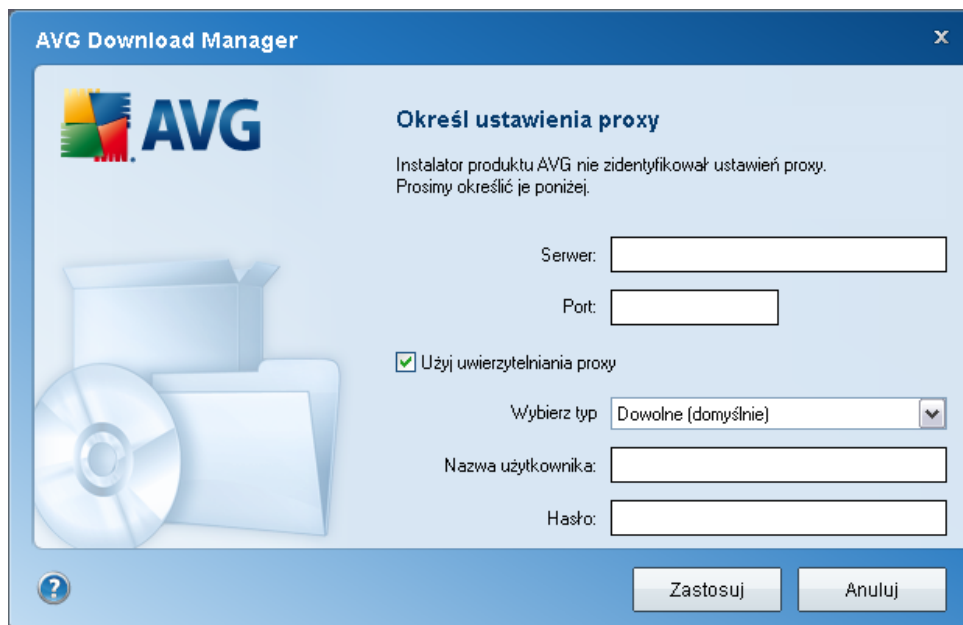 AVG Download Manager
x
AVG
Określ ustawienia proxy
Instalator produktu AVG nie zidentyfikował ustawień proxy.
Prosimy określić je poniżej.
Serwer:
Port:
Użyj uwierzytelniania proxy
Wybierz typ Dowolne (domyślnie)
Nazwa użytkownika:
Hasło:
? Zastosuj Anuluj